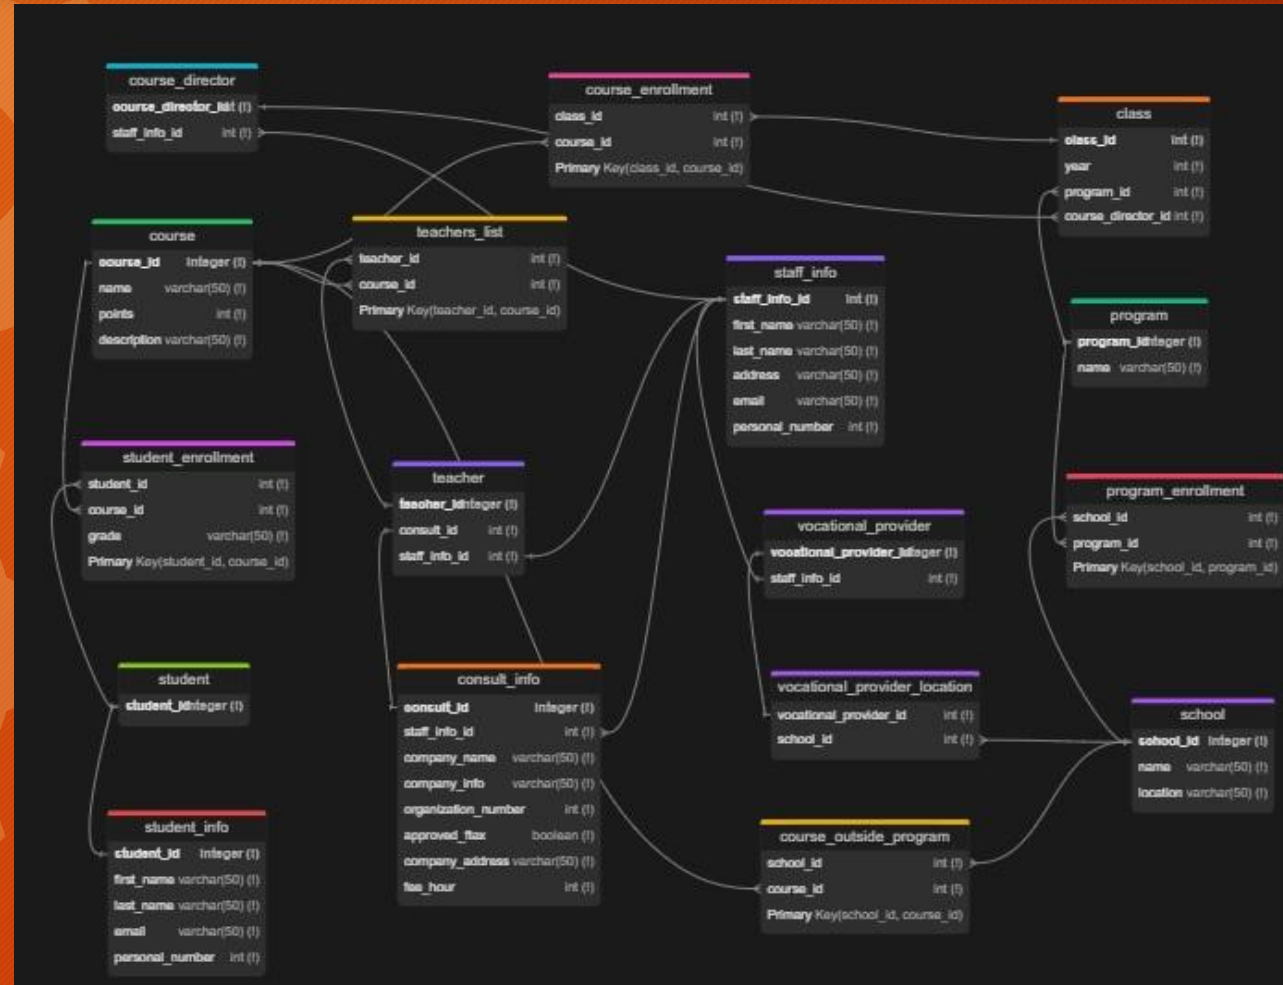 course_director
course_director_id int (!)
staff_info_id int (!)
course_enrollment
class_id int (!)
course_id int (!)
Primary Key(class_id, course_id)
class
class_id int (!)
year int (!)
program_id int (!)
course_director_id int (!)
course
course_id integer (!)
name varchar(50) (!)
points int (!)
description varchar(50) (!)
teachers_list
teacher_id int (!)
course_id int (!)
Primary Key(teacher_id, course_id)
staff_info
staff_info_id int (!)
first_name varchar(50) (!)
last_name varchar(50) (!)
address varchar(50) (!)
email varchar(50) (!)
personal_number int (!)
program
program_id integer (!)
name varchar(50) (!)
student_enrollment
student_id int (!)
course_id int (!)
grade varchar(50) (!)
Primary Key(student_id, course_id)
teacher
teacher_id integer (!)
consult_id int (!)
staff_info_id int (!)
vocational_provider
vocational_provider_id integer (!)
staff_info_id int (!)
program_enrollment
school_id int (!)
program_id int (!)
Primary Key(school_id, program_id)
student
student_id integer (!)
consult_info
consult_id integer (!)
staff_info_id int (!)
company_name varchar(50) (!)
company_info varchar(50) (!)
organization_number int (!)
approved_ftax boolean (!)
company_address varchar(50) (!)
fee_hour int (!)
vocational_provider_location
vocational_provider_id int (!)
school_id int (!)
school
school_id integer (!)
name varchar(50) (!)
location varchar(50) (!)
student_info
student_id integer (!)
first_name varchar(50) (!)
last_name varchar(50) (!)
email varchar(50) (!)
personal_number int (!)
course_outside_program
school_id int (!)
course_id int (!)
Primary Key(school_id, course_id)